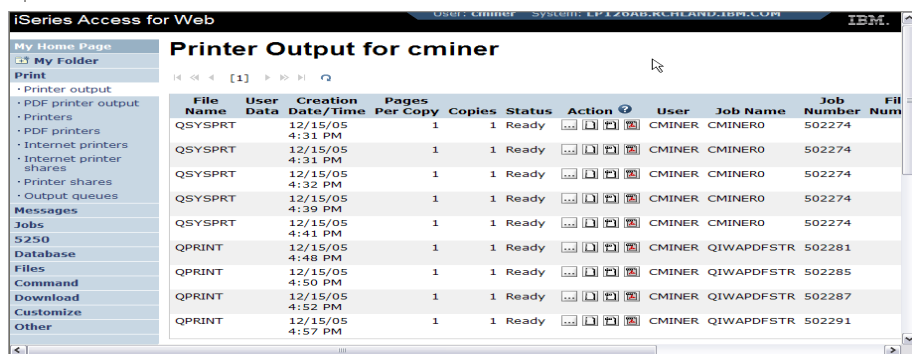 iSeries Access for Web
User: cminer System: LP126AB.RCHLAND.IBM.COM
IBM.
My Home Page
My Folder
Print
· Printer output
· PDF printer output
· Printers
· PDF printers
· Internet printers
· Internet printer
shares
· Printer shares
· Output queues
Messages
Jobs
5250
Database
Files
Command
Download
Customize
Other
Printer Output for cminer
[1]
File Name User Data Creation Date/Time Pages Per Copy Copies Status Action ? User Job Name Job Number Fil Num
QSYSPRT 12/15/05 4:31 PM 1 1 Ready ... CMINER CMINER0 502274
QSYSPRT 12/15/05 4:31 PM 1 1 Ready ... CMINER CMINER0 502274
QSYSPRT 12/15/05 4:32 PM 1 1 Ready ... CMINER CMINER0 502274
QSYSPRT 12/15/05 4:39 PM 1 1 Ready ... CMINER CMINER0 502274
QSYSPRT 12/15/05 4:41 PM 1 1 Ready ... CMINER CMINER0 502274
QPRINT 12/15/05 4:48 PM 1 1 Ready ... CMINER QIWAPDFSTR 502281
QPRINT 12/15/05 4:50 PM 1 1 Ready ... CMINER QIWAPDFSTR 502285
QPRINT 12/15/05 4:52 PM 1 1 Ready ... CMINER QIWAPDFSTR 502287
QPRINT 12/15/05 4:57 PM 1 1 Ready ... CMINER QIWAPDFSTR 502291